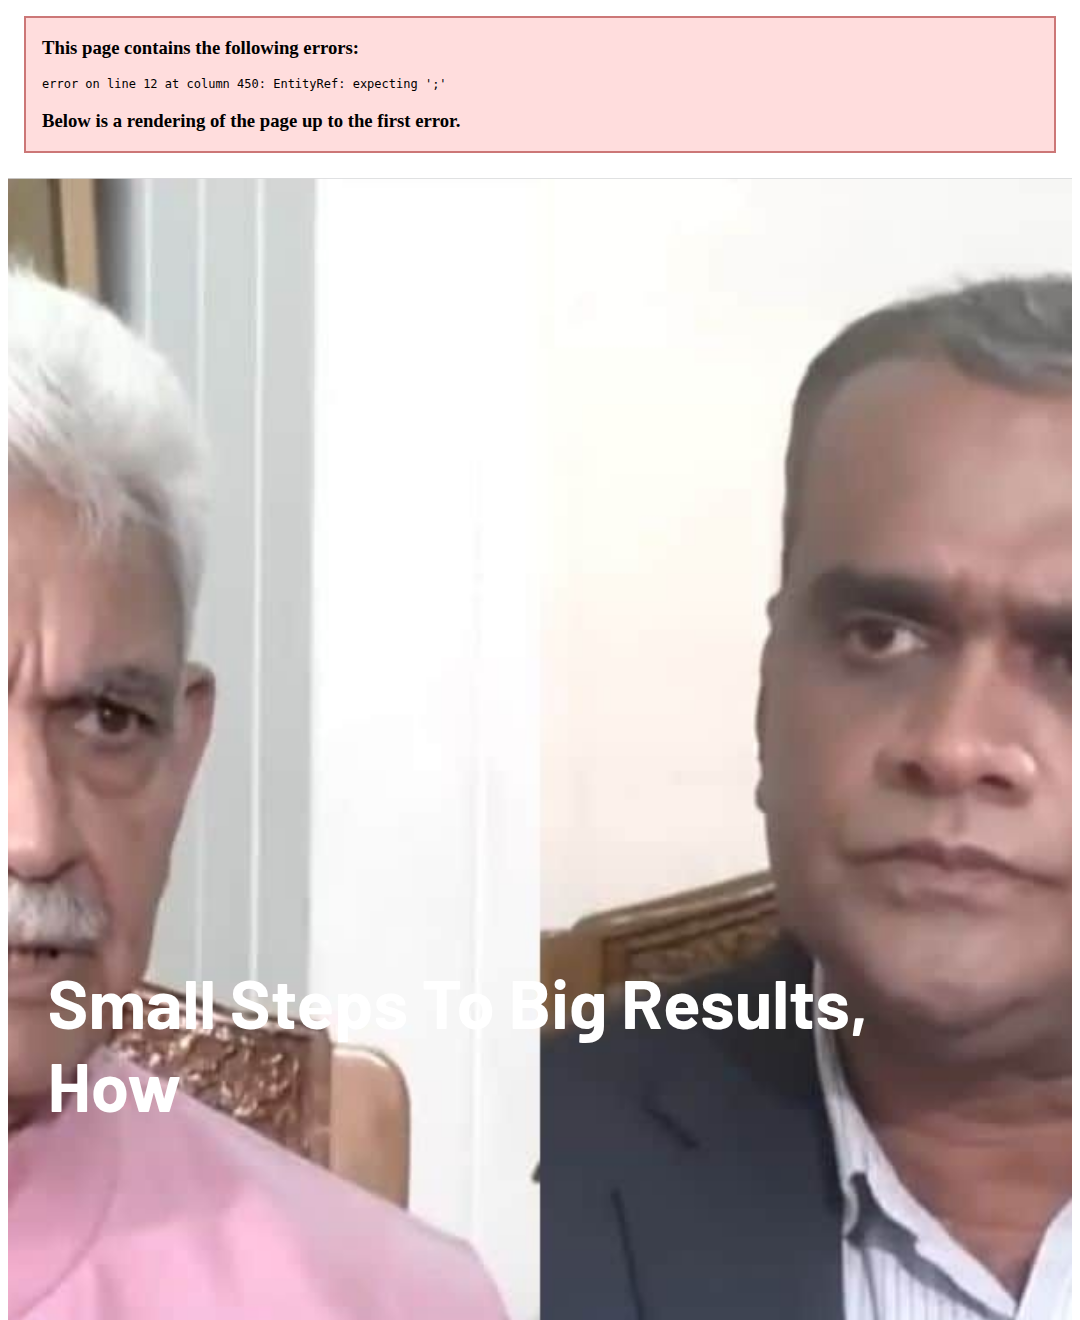 This page contains the following errors:
error on line 12 at column 450: EntityRef: expecting ';'
Below is a rendering of the page up to the first error.
Small Steps To Big Results,
How